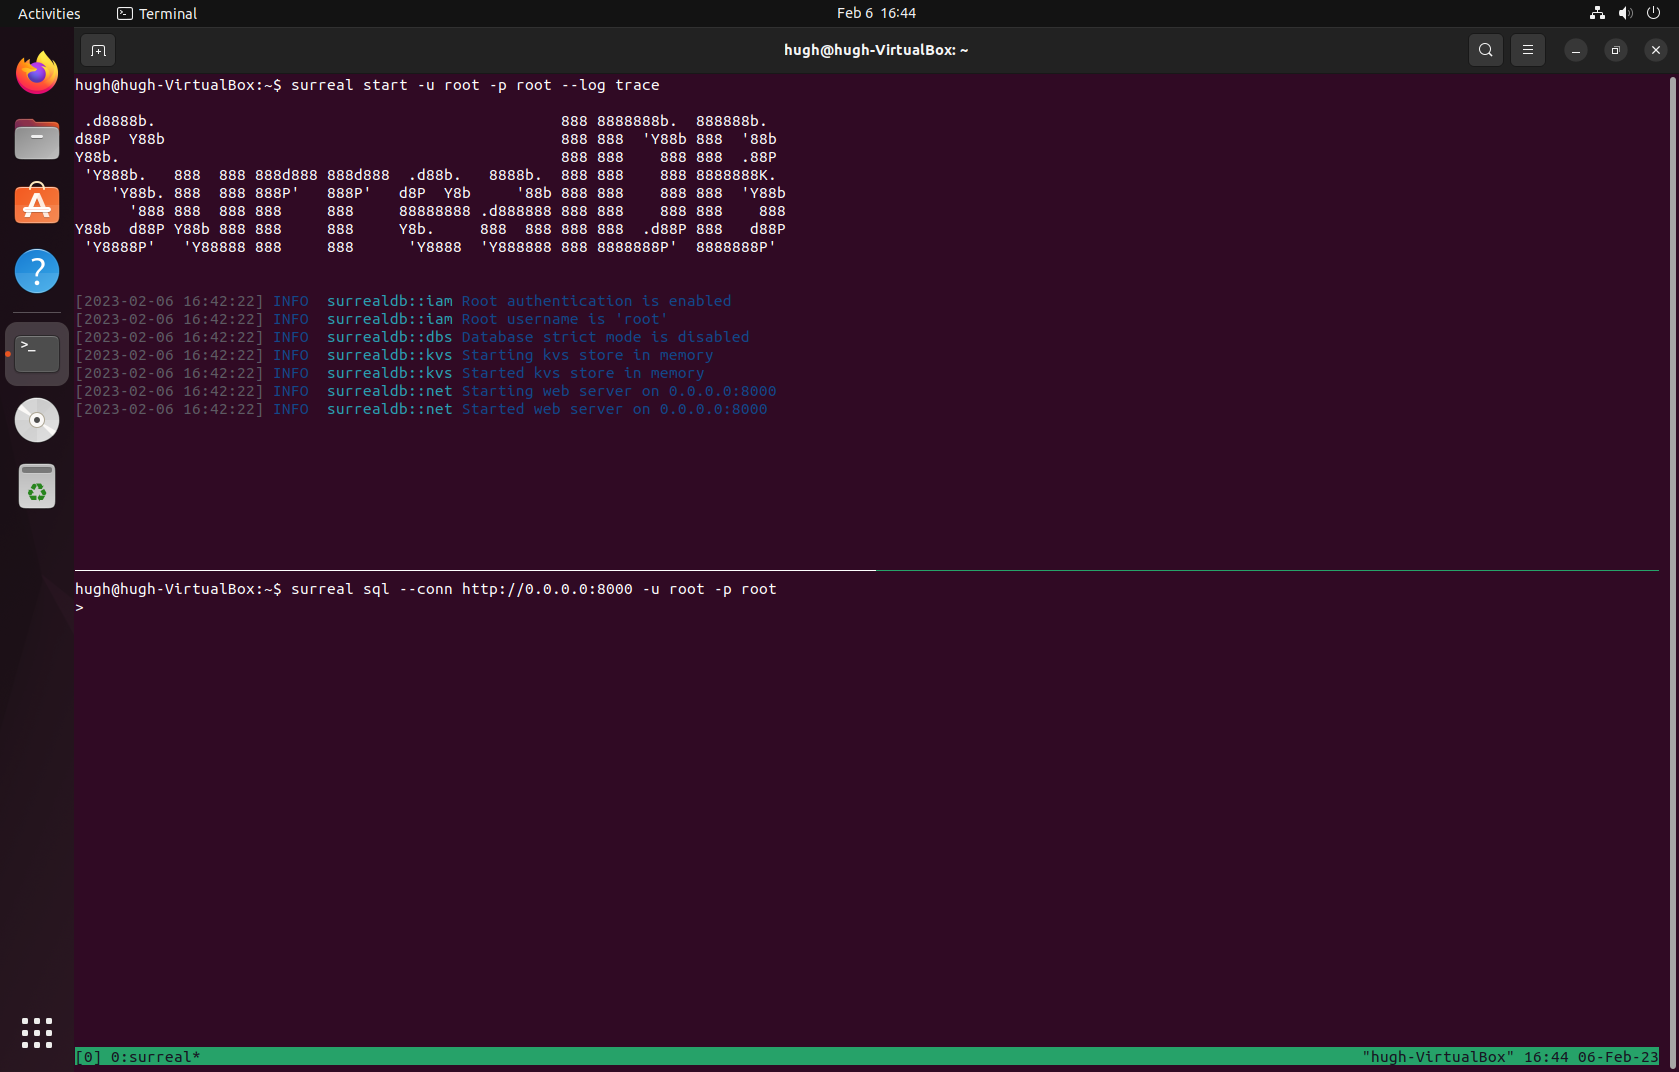 Activities Terminal Feb 6 16:44
hugh@hugh-VirtualBox: ~
hugh@hugh-VirtualBox:~$ surreal start -u root -p root --log trace
 .d8888b.                                             888 8888888b.  888888b.
d88P  Y88b                                            888 888  'Y88b 888  '88b
Y88b.                                                 888 888    888 888  .88P
 'Y888b.   888  888 888d888 888d888  .d88b.   8888b.  888 888    888 8888888K.
    'Y88b. 888  888 888P'   888P'   d8P  Y8b     '88b 888 888    888 888  'Y88b
      '888 888  888 888     888     88888888 .d888888 888 888    888 888    888
Y88b  d88P Y88b 888 888     888     Y8b.     888  888 888 888  .d88P 888   d88P
 'Y8888P'   'Y88888 888     888      'Y8888  'Y888888 888 8888888P'  8888888P'
[2023-02-06 16:42:22] INFO  surrealdb::iam Root authentication is enabled
[2023-02-06 16:42:22] INFO  surrealdb::iam Root username is 'root'
[2023-02-06 16:42:22] INFO  surrealdb::dbs Database strict mode is disabled
[2023-02-06 16:42:22] INFO  surrealdb::kvs Starting kvs store in memory
[2023-02-06 16:42:22] INFO  surrealdb::kvs Started kvs store in memory
[2023-02-06 16:42:22] INFO  surrealdb::net Starting web server on 0.0.0.0:8000
[2023-02-06 16:42:22] INFO  surrealdb::net Started web server on 0.0.0.0:8000
hugh@hugh-VirtualBox:~$ surreal sql --conn http://0.0.0.0:8000 -u root -p root
>
[0] 0:surreal* "hugh-VirtualBox" 16:44 06-Feb-23